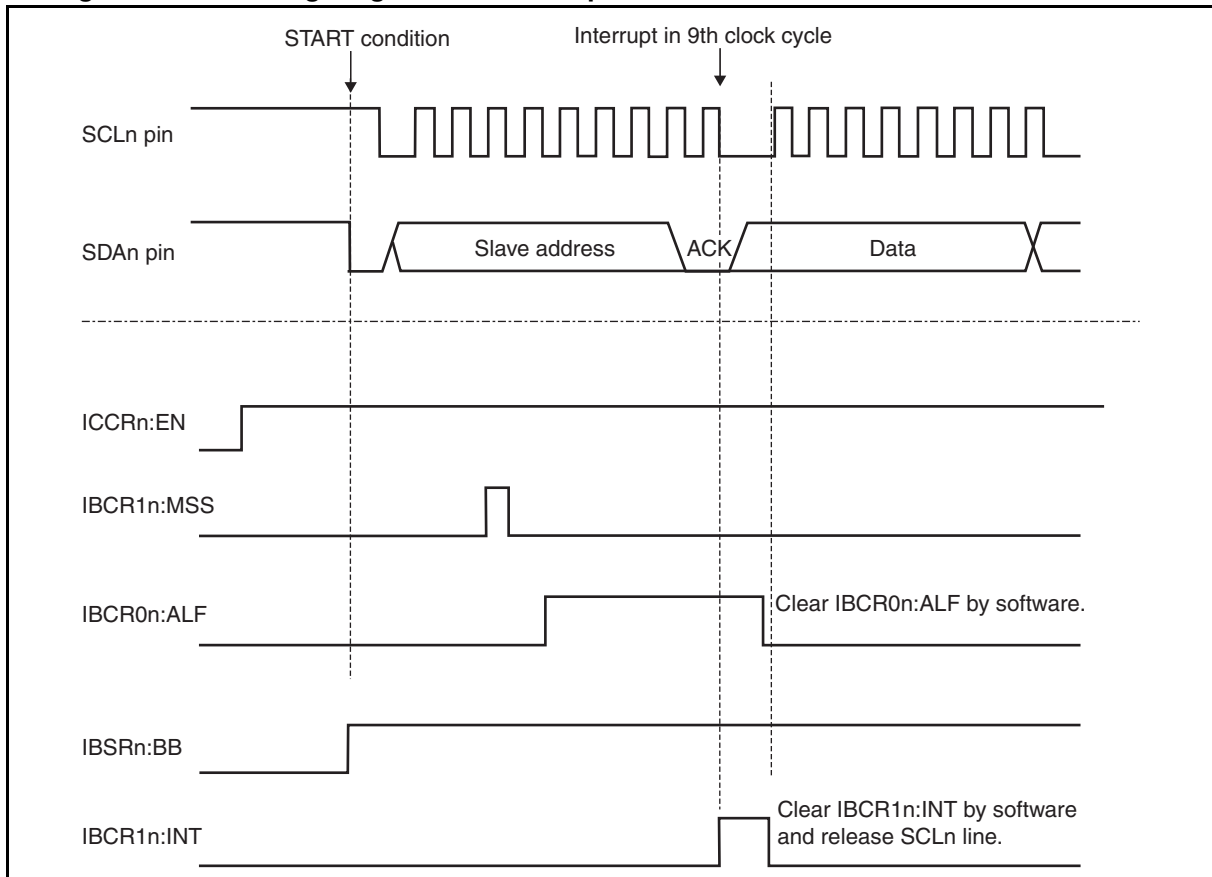 START condition
Interrupt in 9th clock cycle
SCLn pin
SDAn pin
Slave address
ACK
Data
ICCRn:EN
IBCR1n:MSS
IBCR0n:ALF
Clear IBCR0n:ALF by software.
IBSRn:BB
IBCR1n:INT
Clear IBCR1n:INT by software
and release SCLn line.